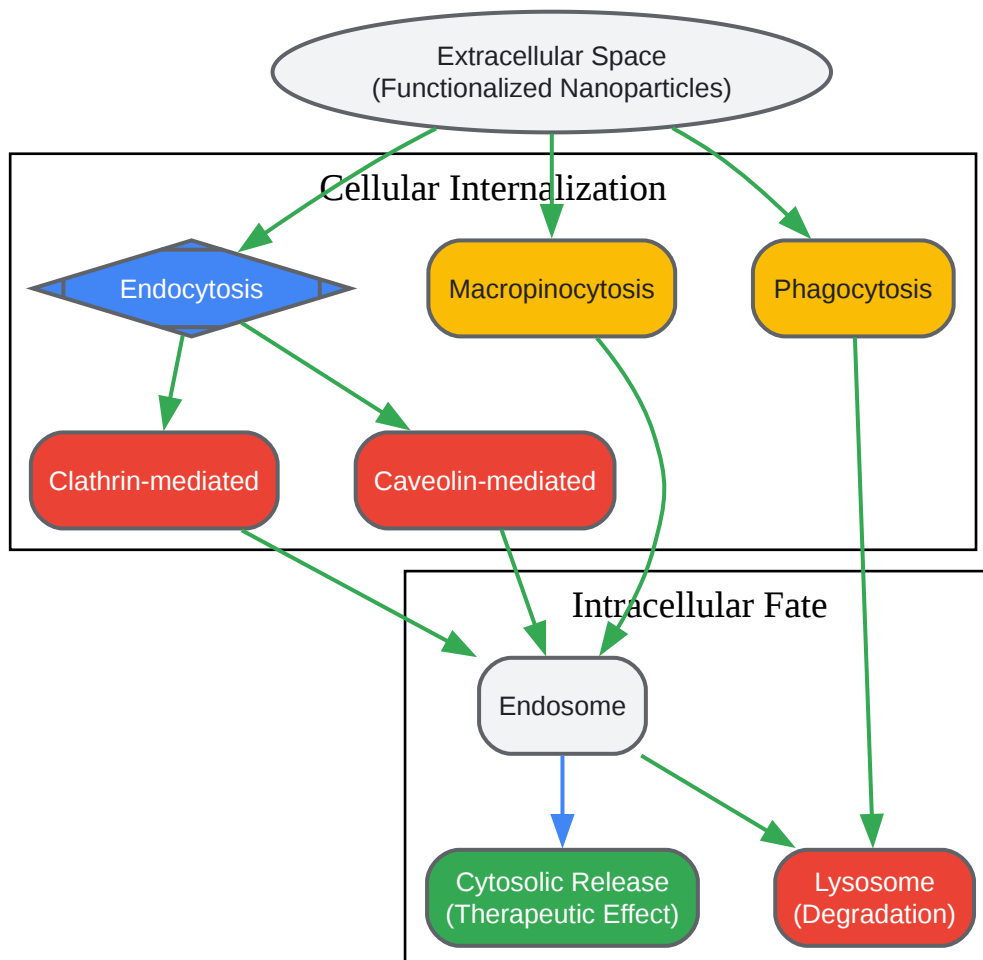 Extracellular Space
(Functionalized Nanoparticles)
Cellular Internalization
Endocytosis
Macropinocytosis
Phagocytosis
Clathrin-mediated
Caveolin-mediated
Intracellular Fate
Endosome
Cytosolic Release
(Therapeutic Effect)
Lysosome
(Degradation)